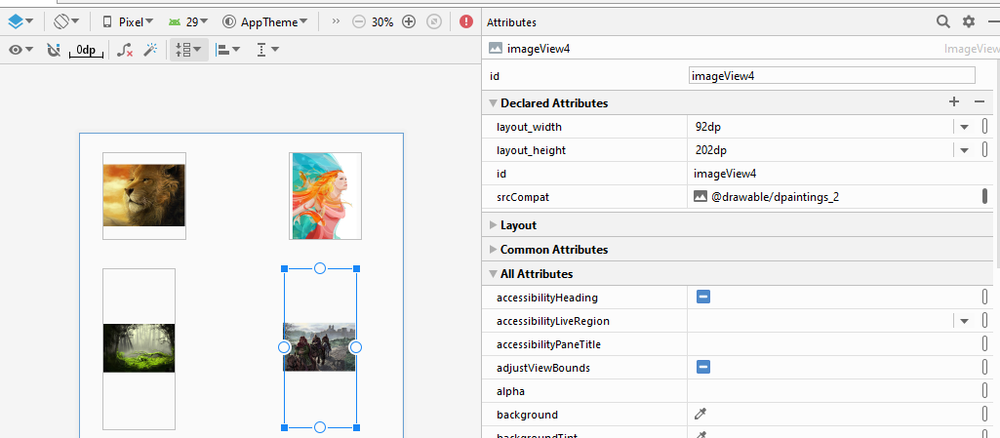 Pixel 29 AppTheme 30%
0dp
Attributes
imageView4 ImageView
id imageView4
Declared Attributes
layout_width 92dp
layout_height 202dp
id imageView4
srcCompat @drawable/dpaintings_2
Layout
Common Attributes
All Attributes
accessibilityHeading
accessibilityLiveRegion
accessibilityPaneTitle
adjustViewBounds
alpha
background
backgroundTint